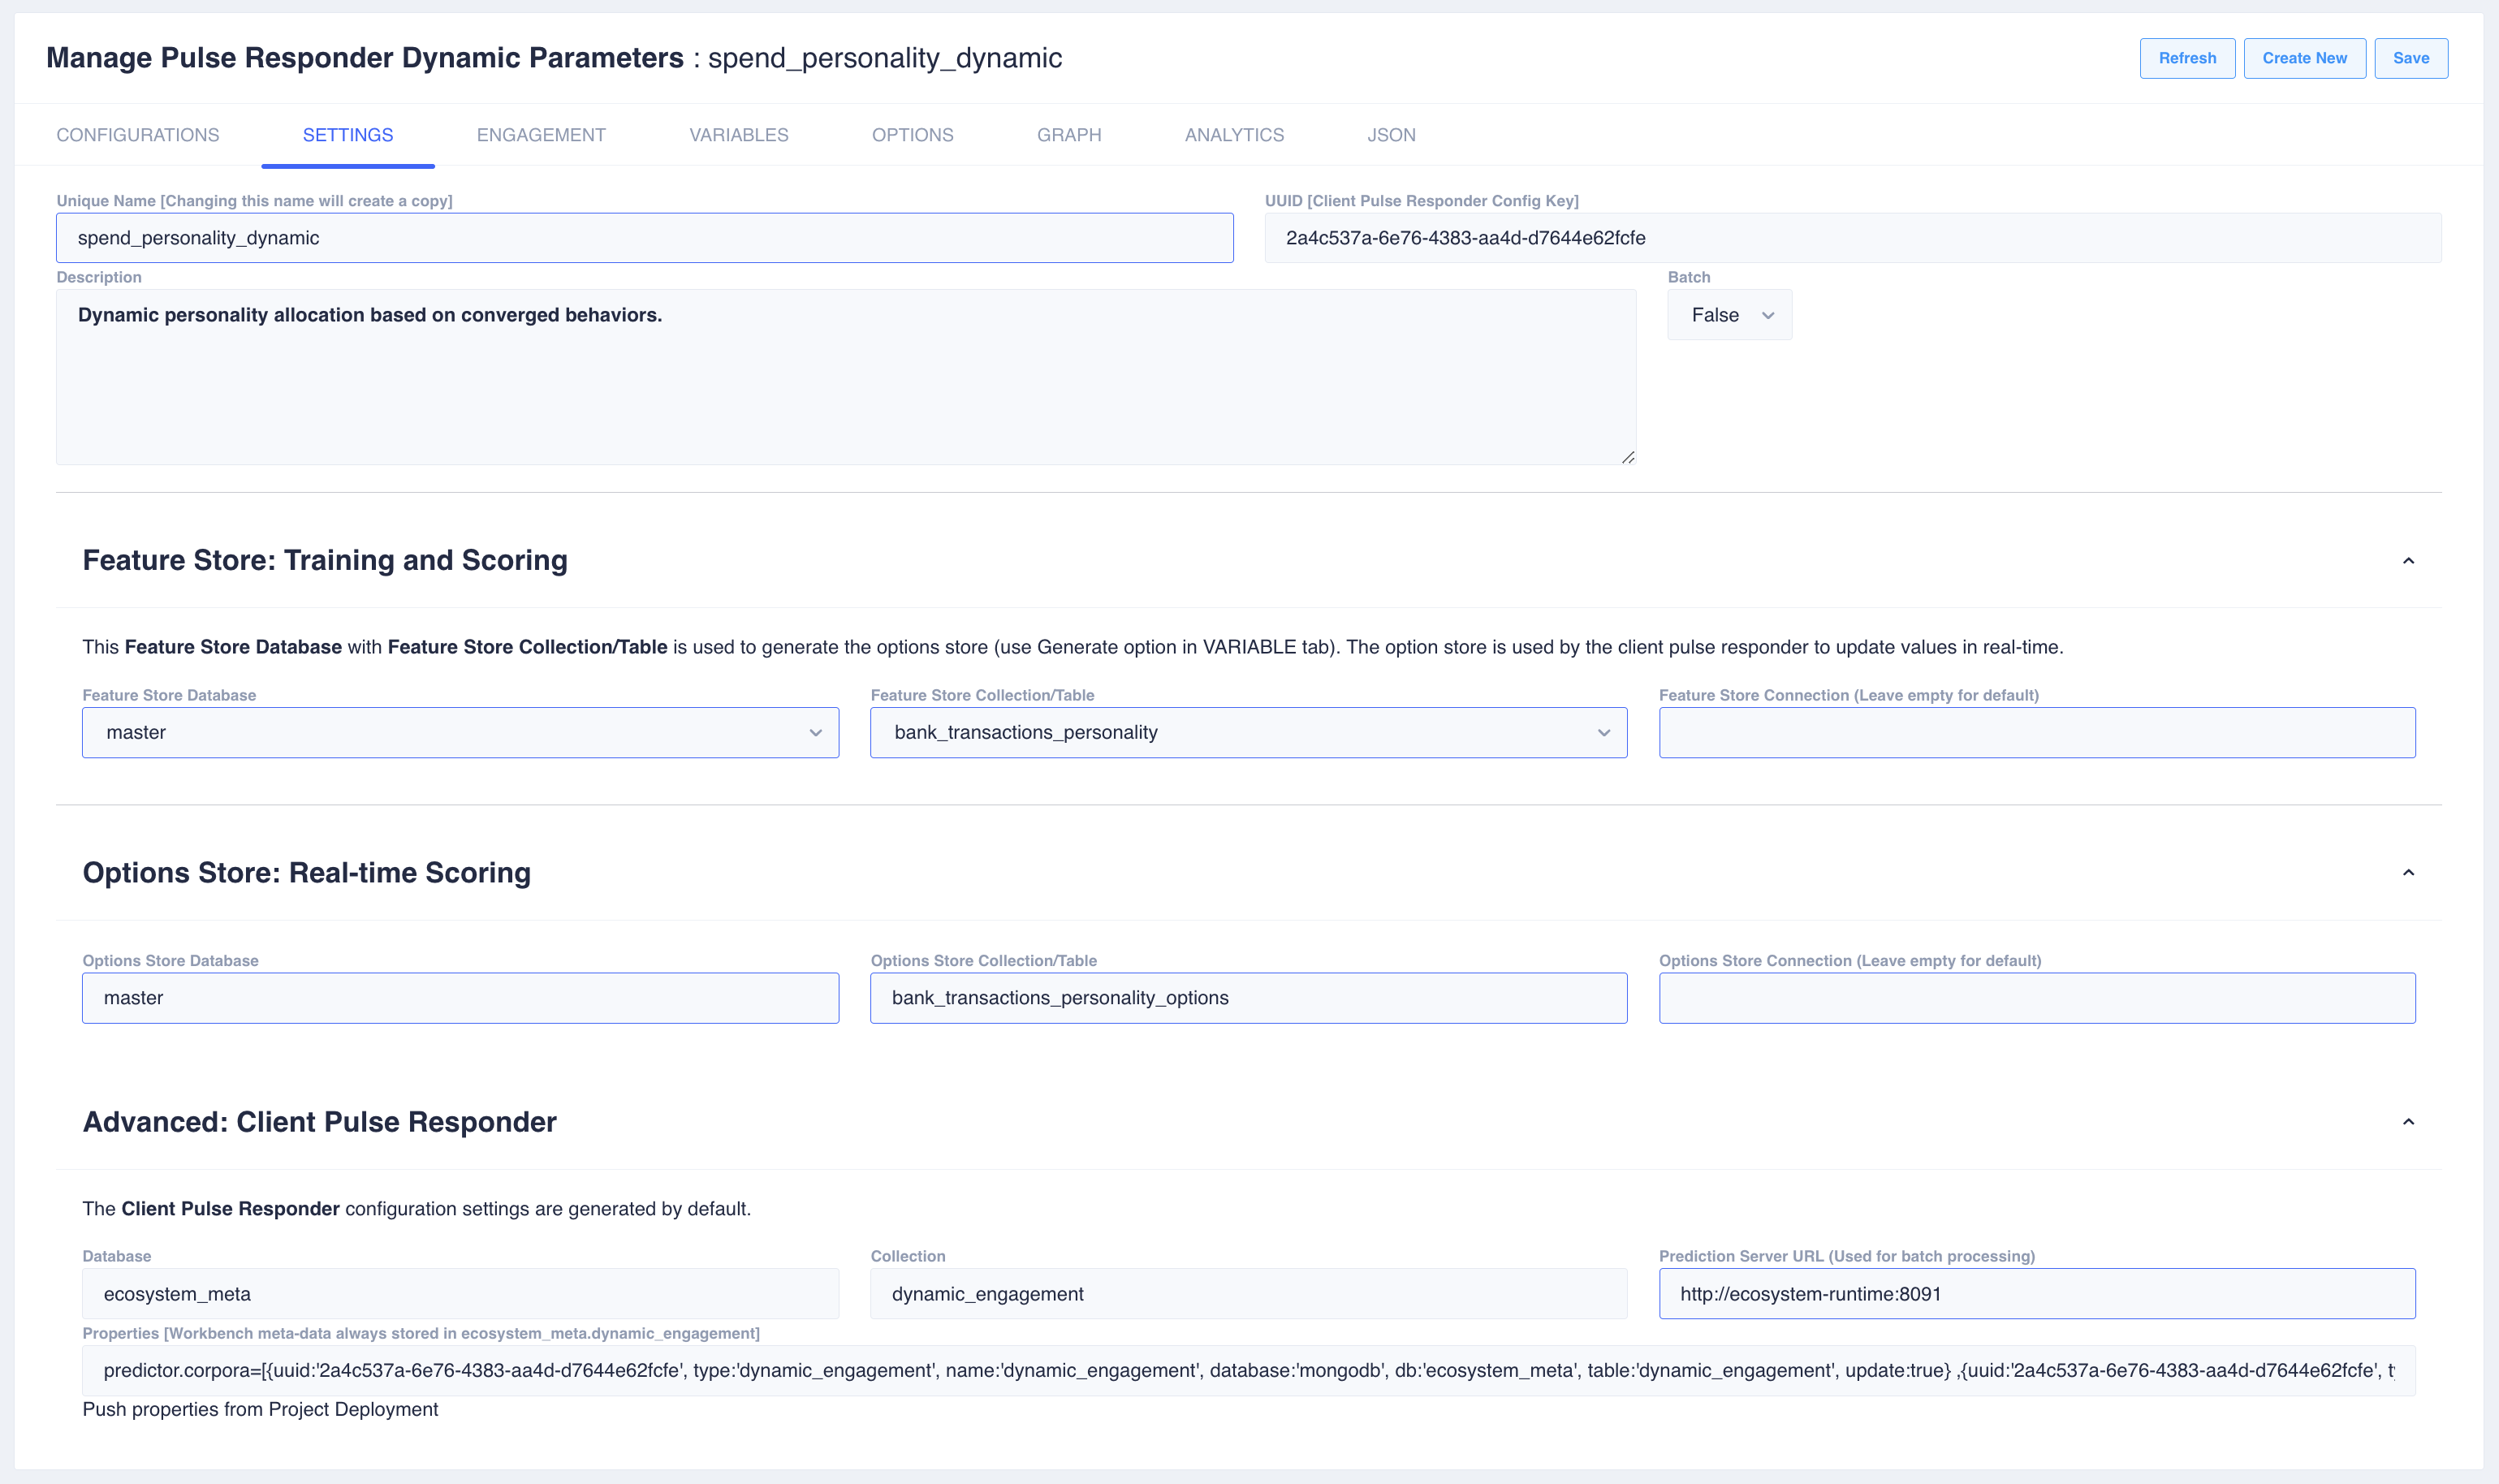 Manage Pulse Responder Dynamic Parameters : spend_personality_dynamic
Refresh
Create New
Save
CONFIGURATIONS
SETTINGS
ENGAGEMENT
VARIABLES
OPTIONS
GRAPH
ANALYTICS
JSON
Unique Name [Changing this name will create a copy]
UUID [Client Pulse Responder Config Key]
spend_personality_dynamic
2a4c537a-6e76-4383-aa4d-d7644e62fcfe
Description
Batch
Dynamic personality allocation based on converged behaviors.
False
Feature Store: Training and Scoring
This Feature Store Database with Feature Store Collection/Table is used to generate the options store (use Generate option in VARIABLE tab). The option store is used by the client pulse responder to update values in real-time.
Feature Store Database
Feature Store Collection/Table
Feature Store Connection (Leave empty for default)
master
bank_transactions_personality
Options Store: Real-time Scoring
Options Store Database
Options Store Collection/Table
Options Store Connection (Leave empty for default)
master
bank_transactions_personality_options
Advanced: Client Pulse Responder
The Client Pulse Responder configuration settings are generated by default.
Database
Collection
Prediction Server URL (Used for batch processing)
ecosystem_meta
dynamic_engagement
http://ecosystem-runtime:8091
Properties [Workbench meta-data always stored in ecosystem_meta.dynamic_engagement]
predictor.corpora=[{uuid:'2a4c537a-6e76-4383-aa4d-d7644e62fcfe', type:'dynamic_engagement', name:'dynamic_engagement', database:'mongodb', db:'ecosystem_meta', table:'dynamic_engagement', update:true} ,{uuid:'2a4c537a-6e76-4383-aa4d-d7644e62fcfe',
Push properties from Project Deployment